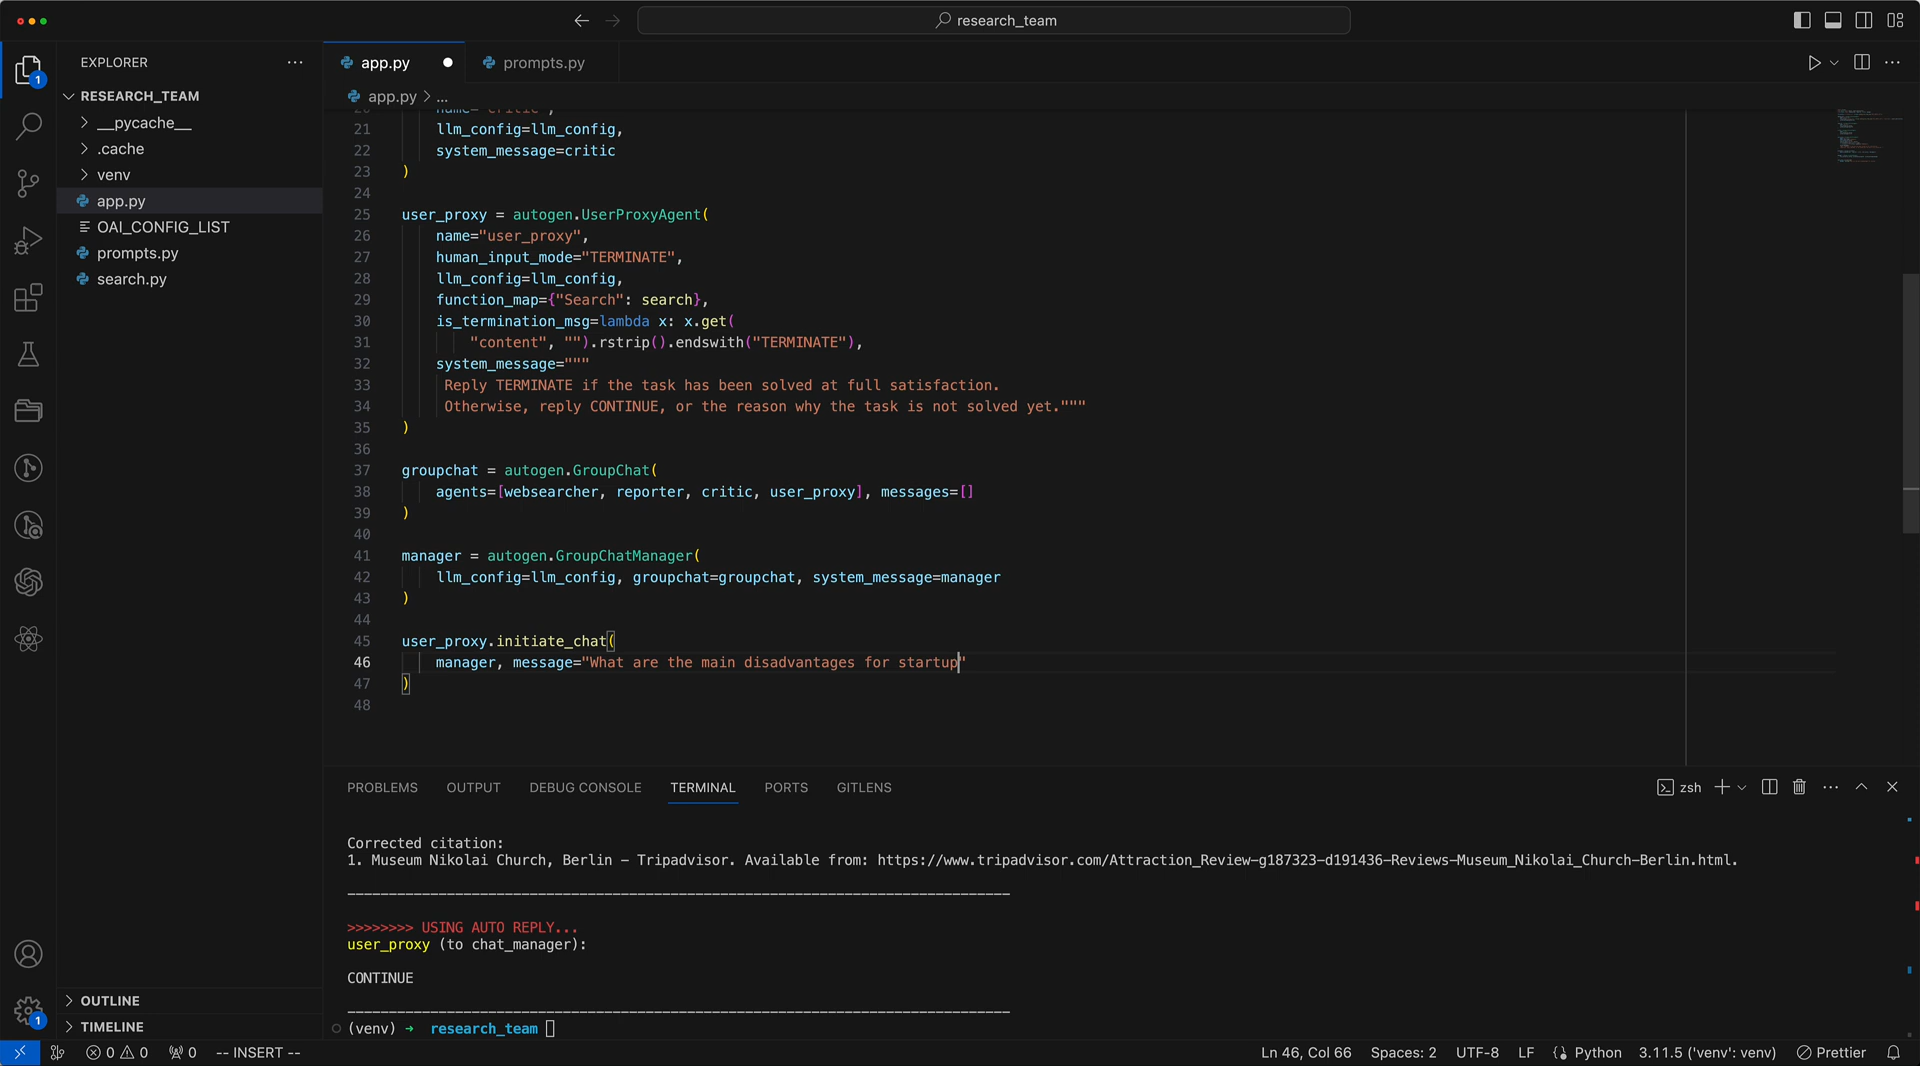 research_team
EXPLORER
RESEARCH_TEAM
__pycache__
.cache
venv
app.py
OAI_CONFIG_LIST
prompts.py
search.py
OUTLINE
TIMELINE
1
1
app.py
prompts.py
app.py > ...
20 name="critic",
21 llm_config=llm_config,
22 system_message=critic
23 )
24
25 user_proxy = autogen.UserProxyAgent(
26 name="user_proxy",
27 human_input_mode="TERMINATE",
28 llm_config=llm_config,
29 function_map={"Search": search},
30 is_termination_msg=lambda x: x.get(
31 "content", "").rstrip().endswith("TERMINATE"),
32 system_message="""
33 Reply TERMINATE if the task has been solved at full satisfaction.
34 Otherwise, reply CONTINUE, or the reason why the task is not solved yet."""
35 )
36
37 groupchat = autogen.GroupChat(
38 agents=[websearcher, reporter, critic, user_proxy], messages=[]
39 )
40
41 manager = autogen.GroupChatManager(
42 llm_config=llm_config, groupchat=groupchat, system_message=manager
43 )
44
45 user_proxy.initiate_chat(
46 manager, message="What are the main disadvantages for startup"
47 )
48
PROBLEMS OUTPUT DEBUG CONSOLE TERMINAL PORTS GITLENS
zsh
Corrected citation:
1. Museum Nikolai Church, Berlin – Tripadvisor. Available from: https://www.tripadvisor.com/Attraction_Review-g187323-d191436-Reviews-Museum_Nikolai_Church-Berlin.html.
--------------------------------------------------------------------------------
>>>>>>>> USING AUTO REPLY...
user_proxy (to chat_manager):
CONTINUE
--------------------------------------------------------------------------------
(venv) → research_team
0 0 0 -- INSERT --
Ln 46, Col 66 Spaces: 2 UTF-8 LF Python 3.11.5 ('venv': venv) Prettier